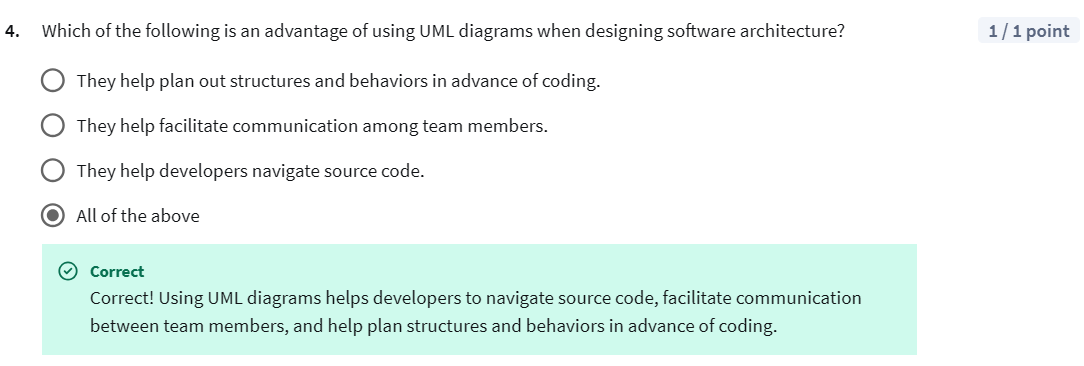 4. Which of the following is an advantage of using UML diagrams when designing software architecture? 1 / 1 point
They help plan out structures and behaviors in advance of coding.
They help facilitate communication among team members.
They help developers navigate source code.
All of the above
Correct
Correct! Using UML diagrams helps developers to navigate source code, facilitate communication
between team members, and help plan structures and behaviors in advance of coding.